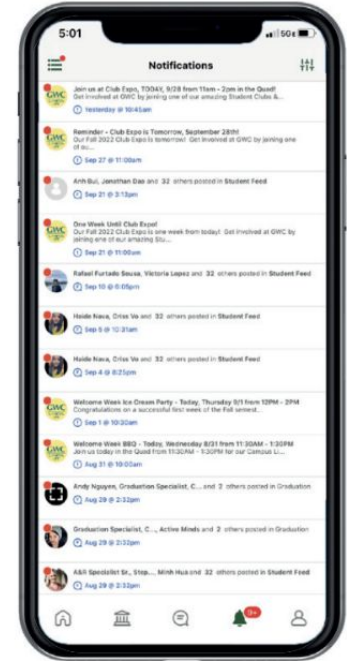 5:01
5G
Notifications
GWC
Join us at Club Expo, TODAY, 9/28 from 11am - 2pm in the Quad!
Get involved at GWC by joining one of our amazing Student Clubs &...
Yesterday @ 10:45am
GWC
Reminder - Club Expo is Tomorrow, September 28th!
Our Fall 2022 Club Expo is tomorrow! Get involved at GWC by joining one
of ou...
Sep 27 @ 11:00am
Anh Bui, Jonathan Dao and 32 others posted in Student Feed
Sep 21 @ 3:13pm
GWC
One Week Until Club Expo!
Our Fall 2022 Club Expo is one week from today! Get involved at GWC by
joining one of our amazing Stu...
Sep 21 @ 11:00am
Rafael Furtado Sousa, Victoria Lopez and 32 others posted in Student Feed
Sep 10 @ 6:05pm
Haide Nava, Criss Vo and 32 others posted in Student Feed
Sep 5 @ 10:31am
Haide Nava, Criss Vo and 32 others posted in Student Feed
Sep 4 @ 8:25pm
GWC
Welcome Week Ice Cream Party - Today, Thursday 9/1 from 12PM - 2PM
Congratulations on a successful first week of the Fall semest...
Sep 1 @ 10:30am
GWC
Welcome Week BBQ - Today, Wednesday 8/31 from 11:30AM - 1:30PM
Join us today in the Quad from 11:30AM - 1:30PM for our Campus Li...
Aug 31 @ 10:00am
Andy Nguyen, Graduation Specialist, C... and 2 others posted in Graduation
Aug 29 @ 2:32pm
Graduation Specialist, C..., Active Minds and 2 others posted in Graduation
Aug 29 @ 2:32pm
A&R Specialist Sr., Step..., Minh Hua and 32 others posted in Student Feed
Aug 29 @ 2:32pm
9+